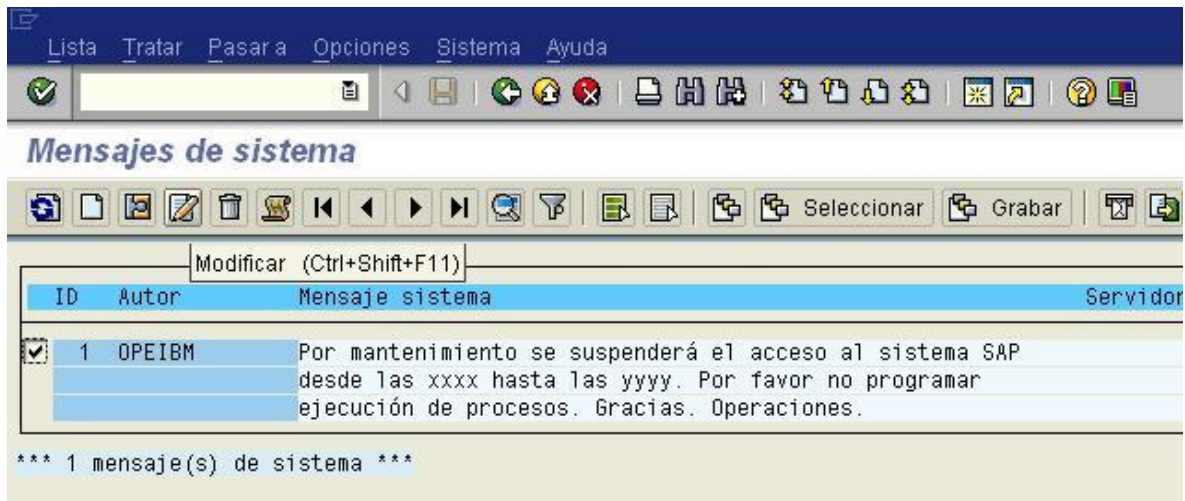 Lista Tratar Pasar a Opciones Sistema Ayuda
Mensajes de sistema
Seleccionar Grabar
Modificar (Ctrl+Shift+F11)
ID Autor Mensaje sistema Servidor
1 OPEIBM Por mantenimiento se suspenderá el acceso al sistema SAP
desde las xxxx hasta las yyyy. Por favor no programar
ejecución de procesos. Gracias. Operaciones.
*** 1 mensaje(s) de sistema ***